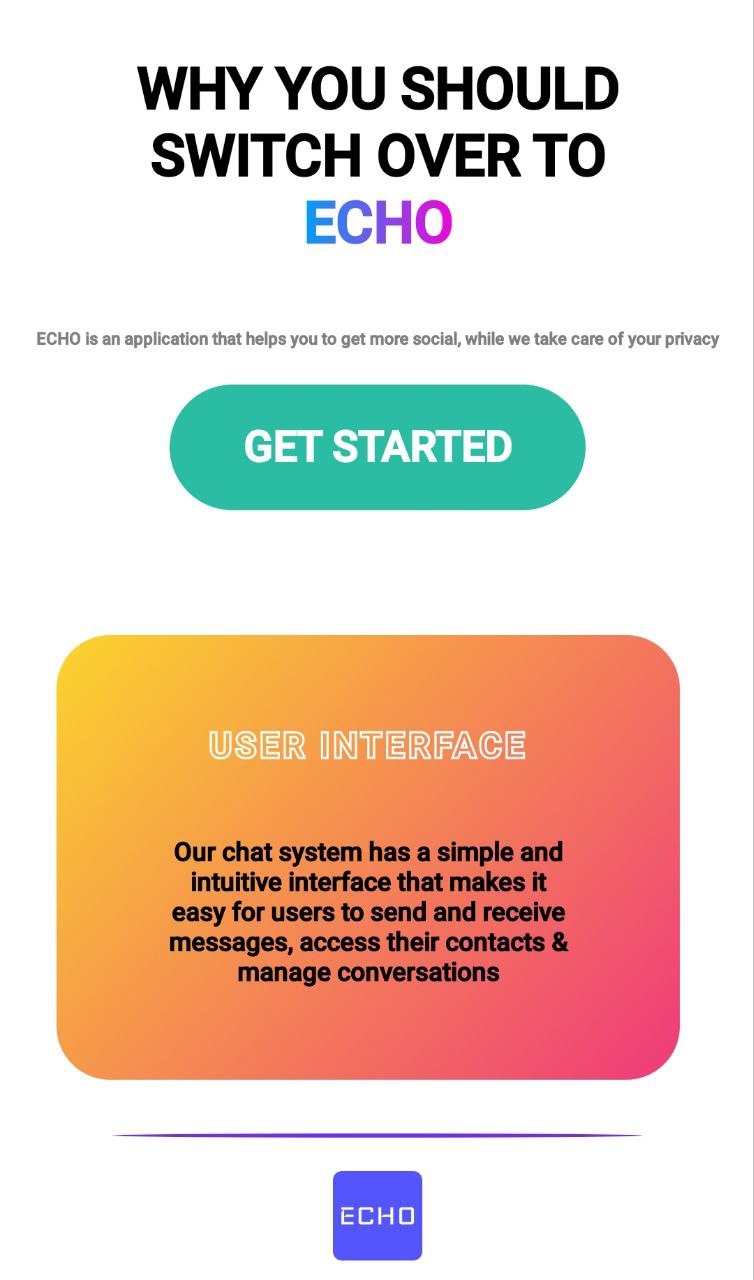 WHY YOU SHOULD
SWITCH OVER TO
ECHO
ECHO is an application that helps you to get more social, while we take care of your privacy
GET STARTED
USER INTERFACE
Our chat system has a simple and
intuitive interface that makes it
easy for users to send and receive
messages, access their contacts &
manage conversations
ECHO